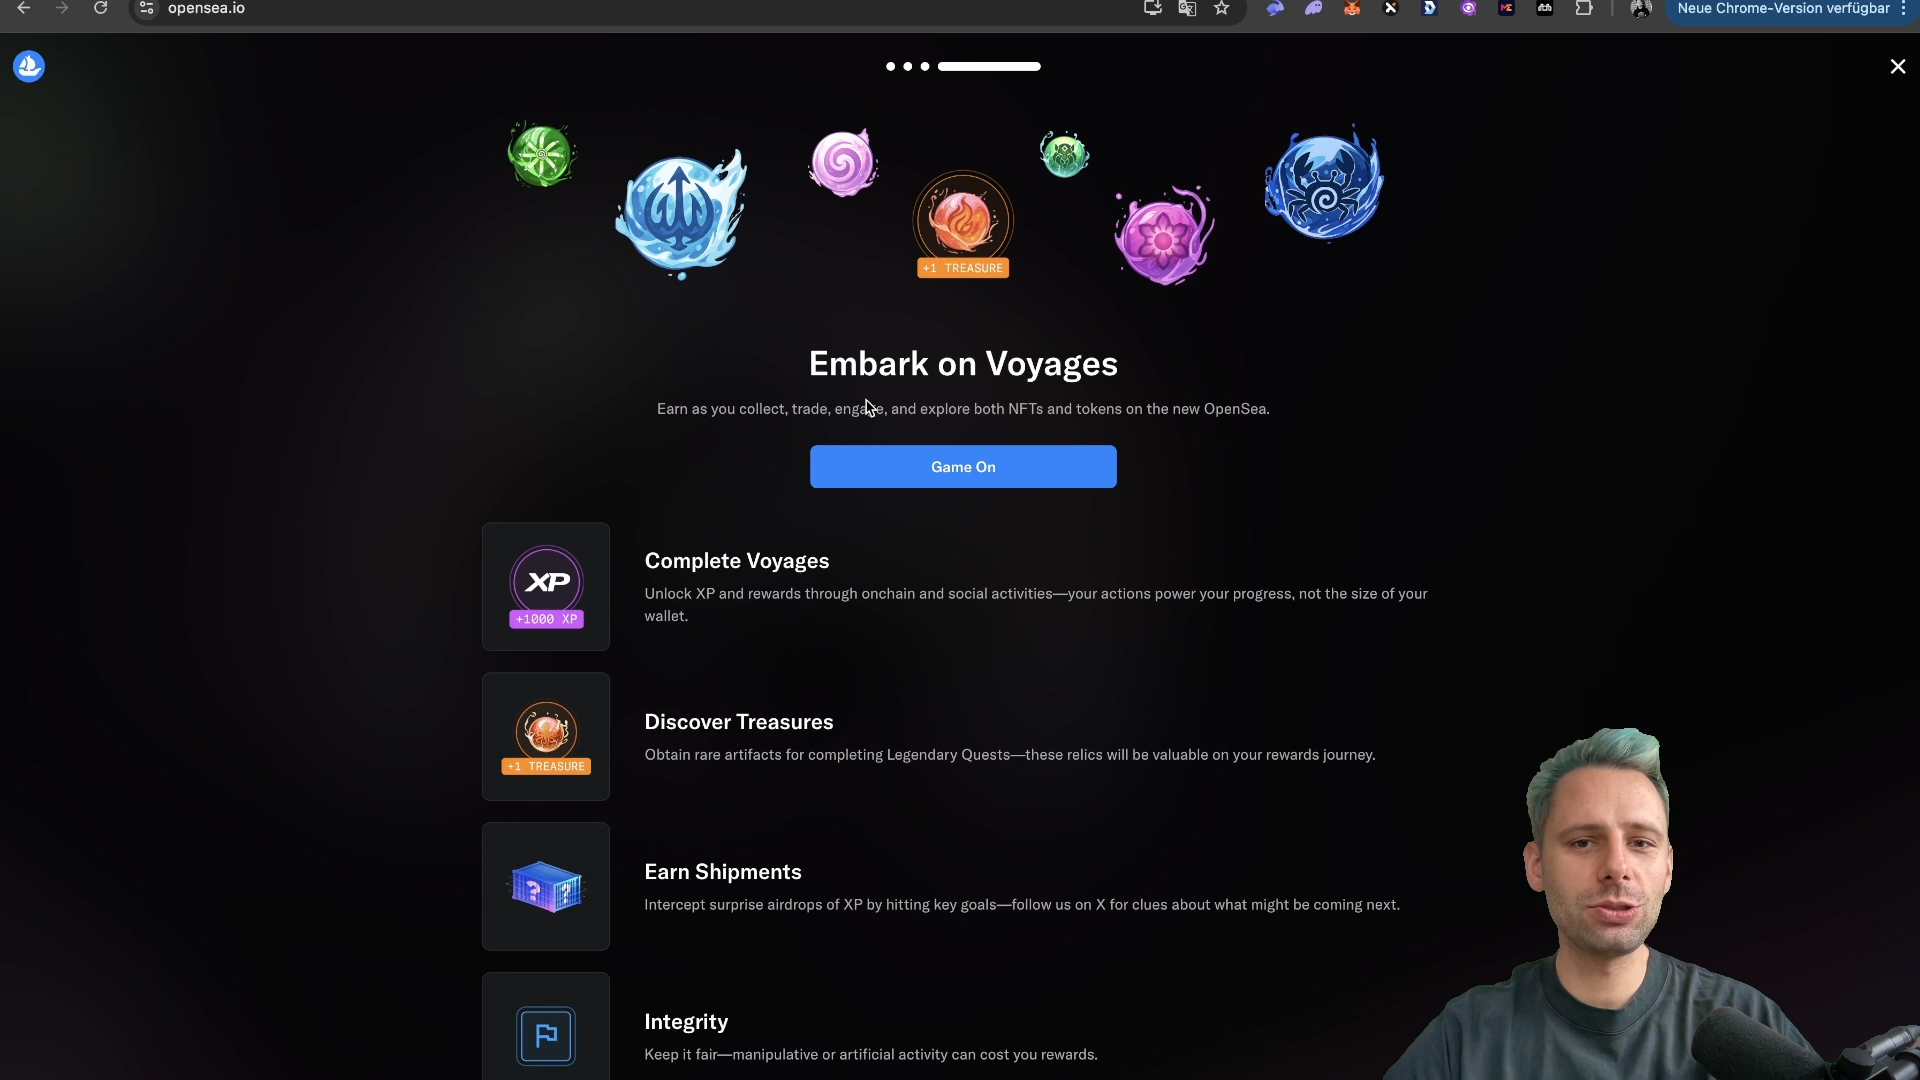 opensea.io
Neue Chrome-Version verfügbar
+1 TREASURE
Embark on Voyages
Earn as you collect, trade, engage, and explore both NFTs and tokens on the new OpenSea.
Game On
XP
+1000 XP
Complete Voyages
Unlock XP and rewards through onchain and social activities—your actions power your progress, not the size of your
wallet.
+1 TREASURE
Discover Treasures
Obtain rare artifacts for completing Legendary Quests—these relics will be valuable on your rewards journey.
? ?
Earn Shipments
Intercept surprise airdrops of XP by hitting key goals—follow us on X for clues about what might be coming next.
Integrity
Keep it fair—manipulative or artificial activity can cost you rewards.